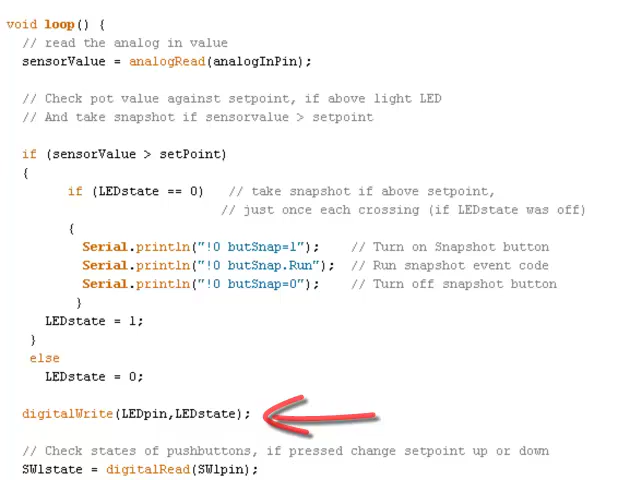 void loop() {
// read the analog in value
sensorValue = analogRead(analogInPin);
// Check pot value against setpoint, if above light LED
// And take snapshot if sensorvalue > setpoint
if (sensorValue > setPoint)
{
if (LEDstate == 0)   // take snapshot if above setpoint,
// just once each crossing (if LEDstate was off)
{
Serial.println("!O butSnap=1");    // Turn on Snapshot button
Serial.println("!O butSnap.Run");  // Run snapshot event code
Serial.println("!O butSnap=0");    // Turn off snapshot button
}
LEDstate = 1;
}
else
LEDstate = 0;
digitalWrite(LEDpin,LEDstate);
// Check states of pushbuttons, if pressed change setpoint up or down
SW1state = digitalRead(SW1pin);